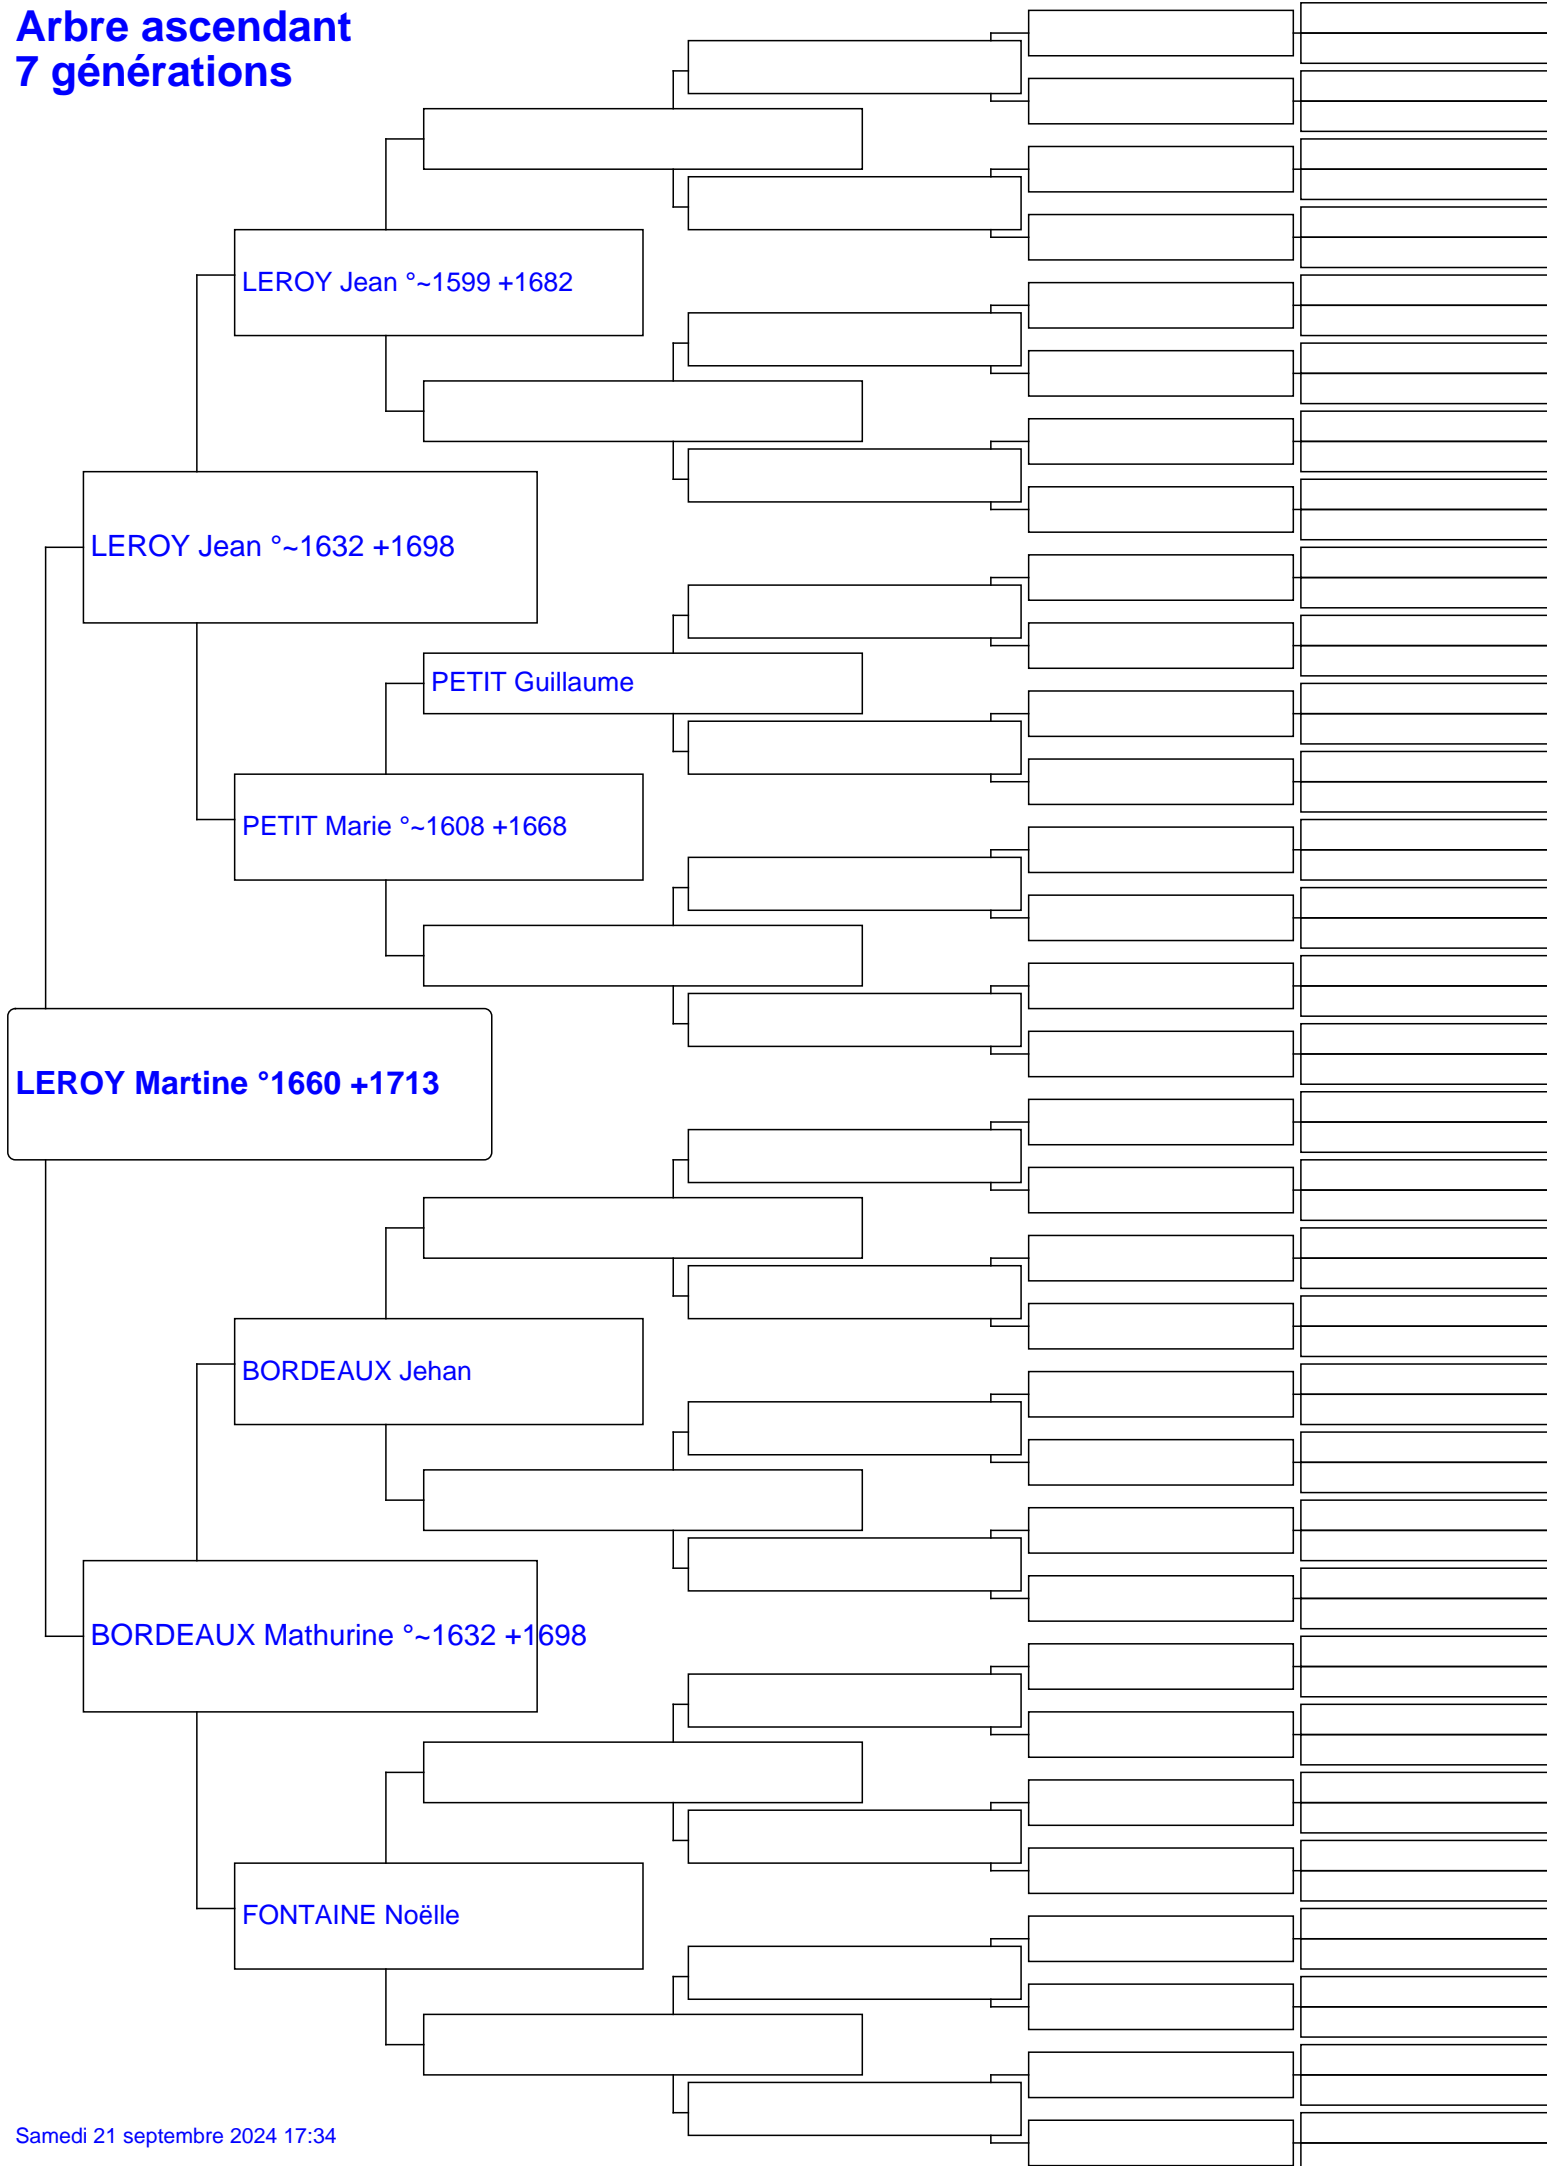 Arbre ascendant
7 générations
LEROY Jean °~1599 +1682
LEROY Jean °~1632 +1698
PETIT Guillaume
PETIT Marie °~1608 +1668
LEROY Martine °1660 +1713
BORDEAUX Jehan
BORDEAUX Mathurine °~1632 +1698
FONTAINE Noëlle
Samedi 21 septembre 2024 17:34